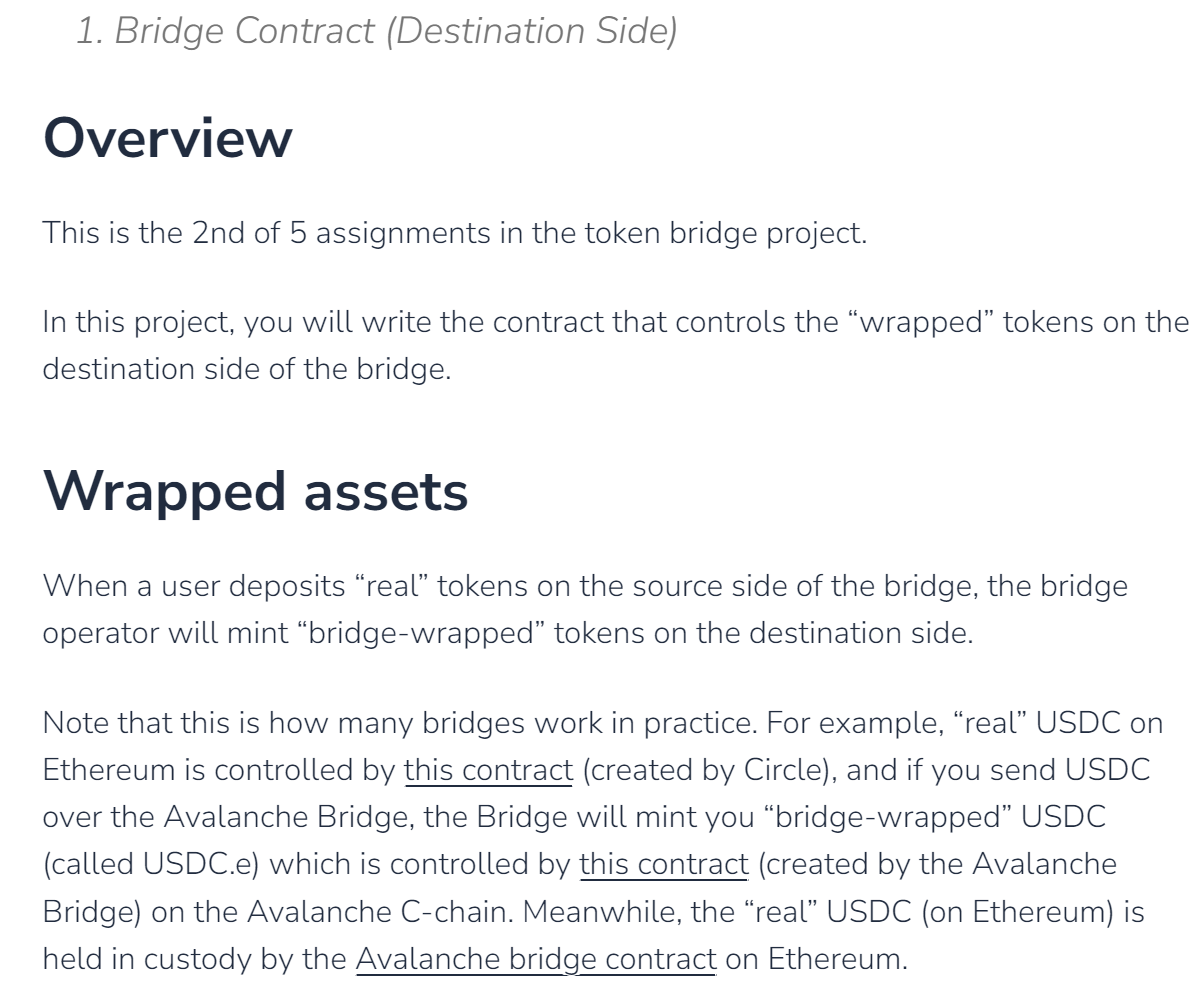 1. Bridge Contract (Destination Side)
Overview
This is the 2nd of 5 assignments in the token bridge project.
In this project, you will write the contract that controls the “wrapped” tokens on the
destination side of the bridge.
Wrapped assets
When a user deposits “real” tokens on the source side of the bridge, the bridge
operator will mint “bridge-wrapped” tokens on the destination side.
Note that this is how many bridges work in practice. For example, “real” USDC on
Ethereum is controlled by this contract (created by Circle), and if you send USDC
over the Avalanche Bridge, the Bridge will mint you “bridge-wrapped” USDC
(called USDC.e) which is controlled by this contract (created by the Avalanche
Bridge) on the Avalanche C-chain. Meanwhile, the “real” USDC (on Ethereum) is
held in custody by the Avalanche bridge contract on Ethereum.